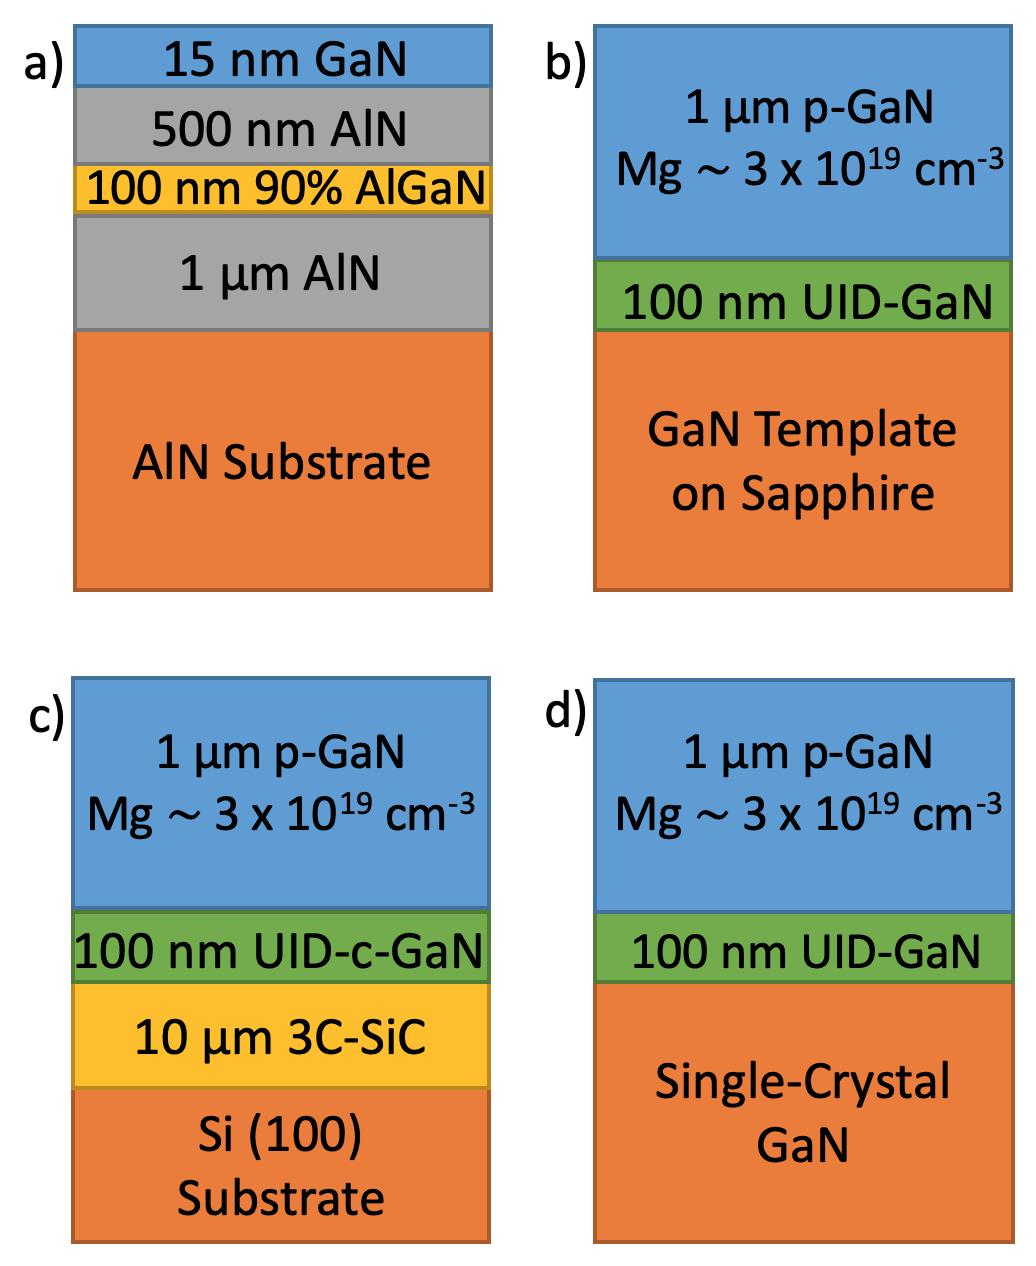 a)
15 nm GaN
500 nm AlN
100 nm 90% AlGaN
1 μm AlN
AlN Substrate
b)
1 μm p-GaN
Mg ~ 3 x 10¹⁹ cm⁻³
100 nm UID-GaN
GaN Template
on Sapphire
c)
1 μm p-GaN
Mg ~ 3 x 10¹⁹ cm⁻³
100 nm UID-c-GaN
10 μm 3C-SiC
Si (100)
Substrate
d)
1 μm p-GaN
Mg ~ 3 x 10¹⁹ cm⁻³
100 nm UID-GaN
Single-Crystal
GaN